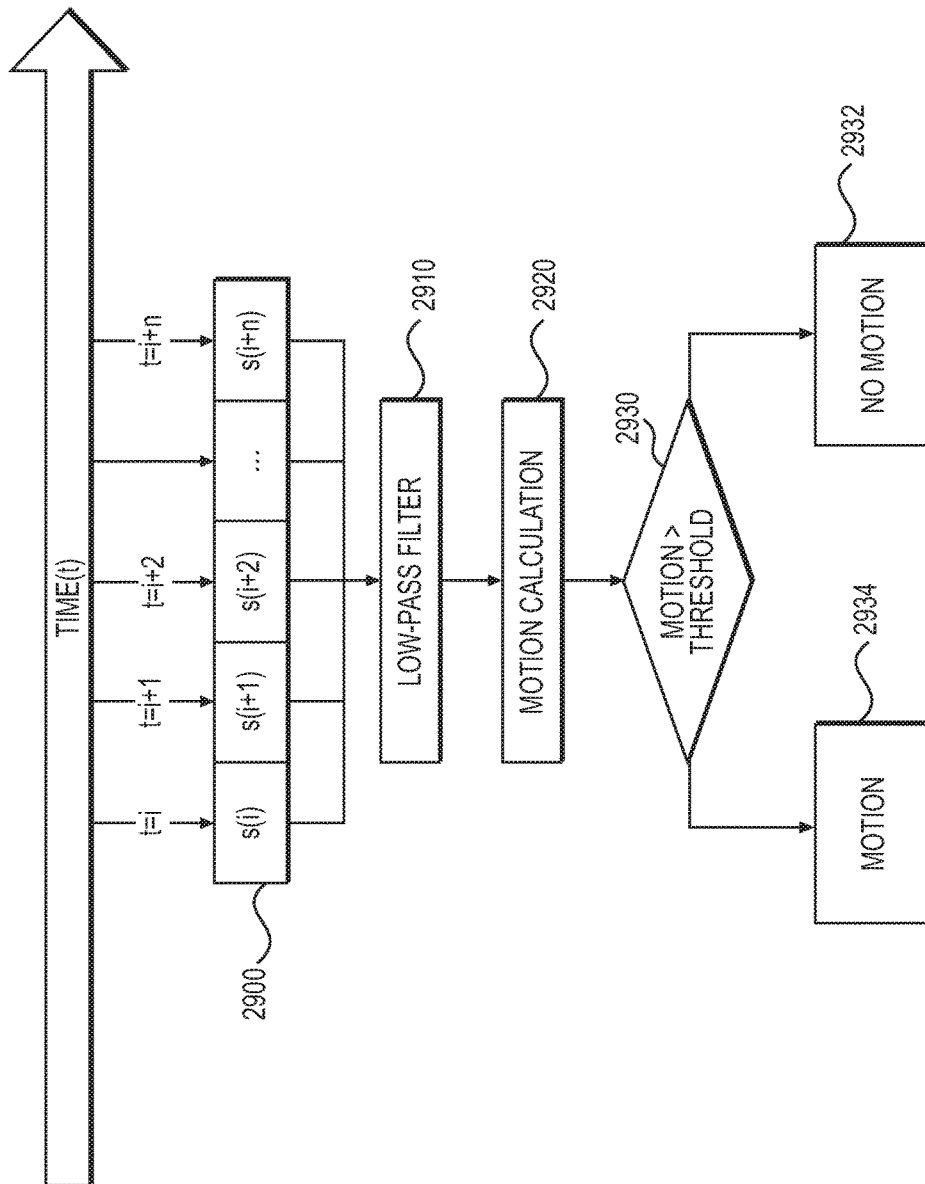 TIME(t)
t=i
t=i+1
t=i+2
t=i+n
s(i)
s(i+1)
s(i+2)
...
s(i+n)
2900
LOW-PASS FILTER
2910
MOTION CALCULATION
2920
MOTION >
THRESHOLD
2930
MOTION
2934
NO MOTION
2932